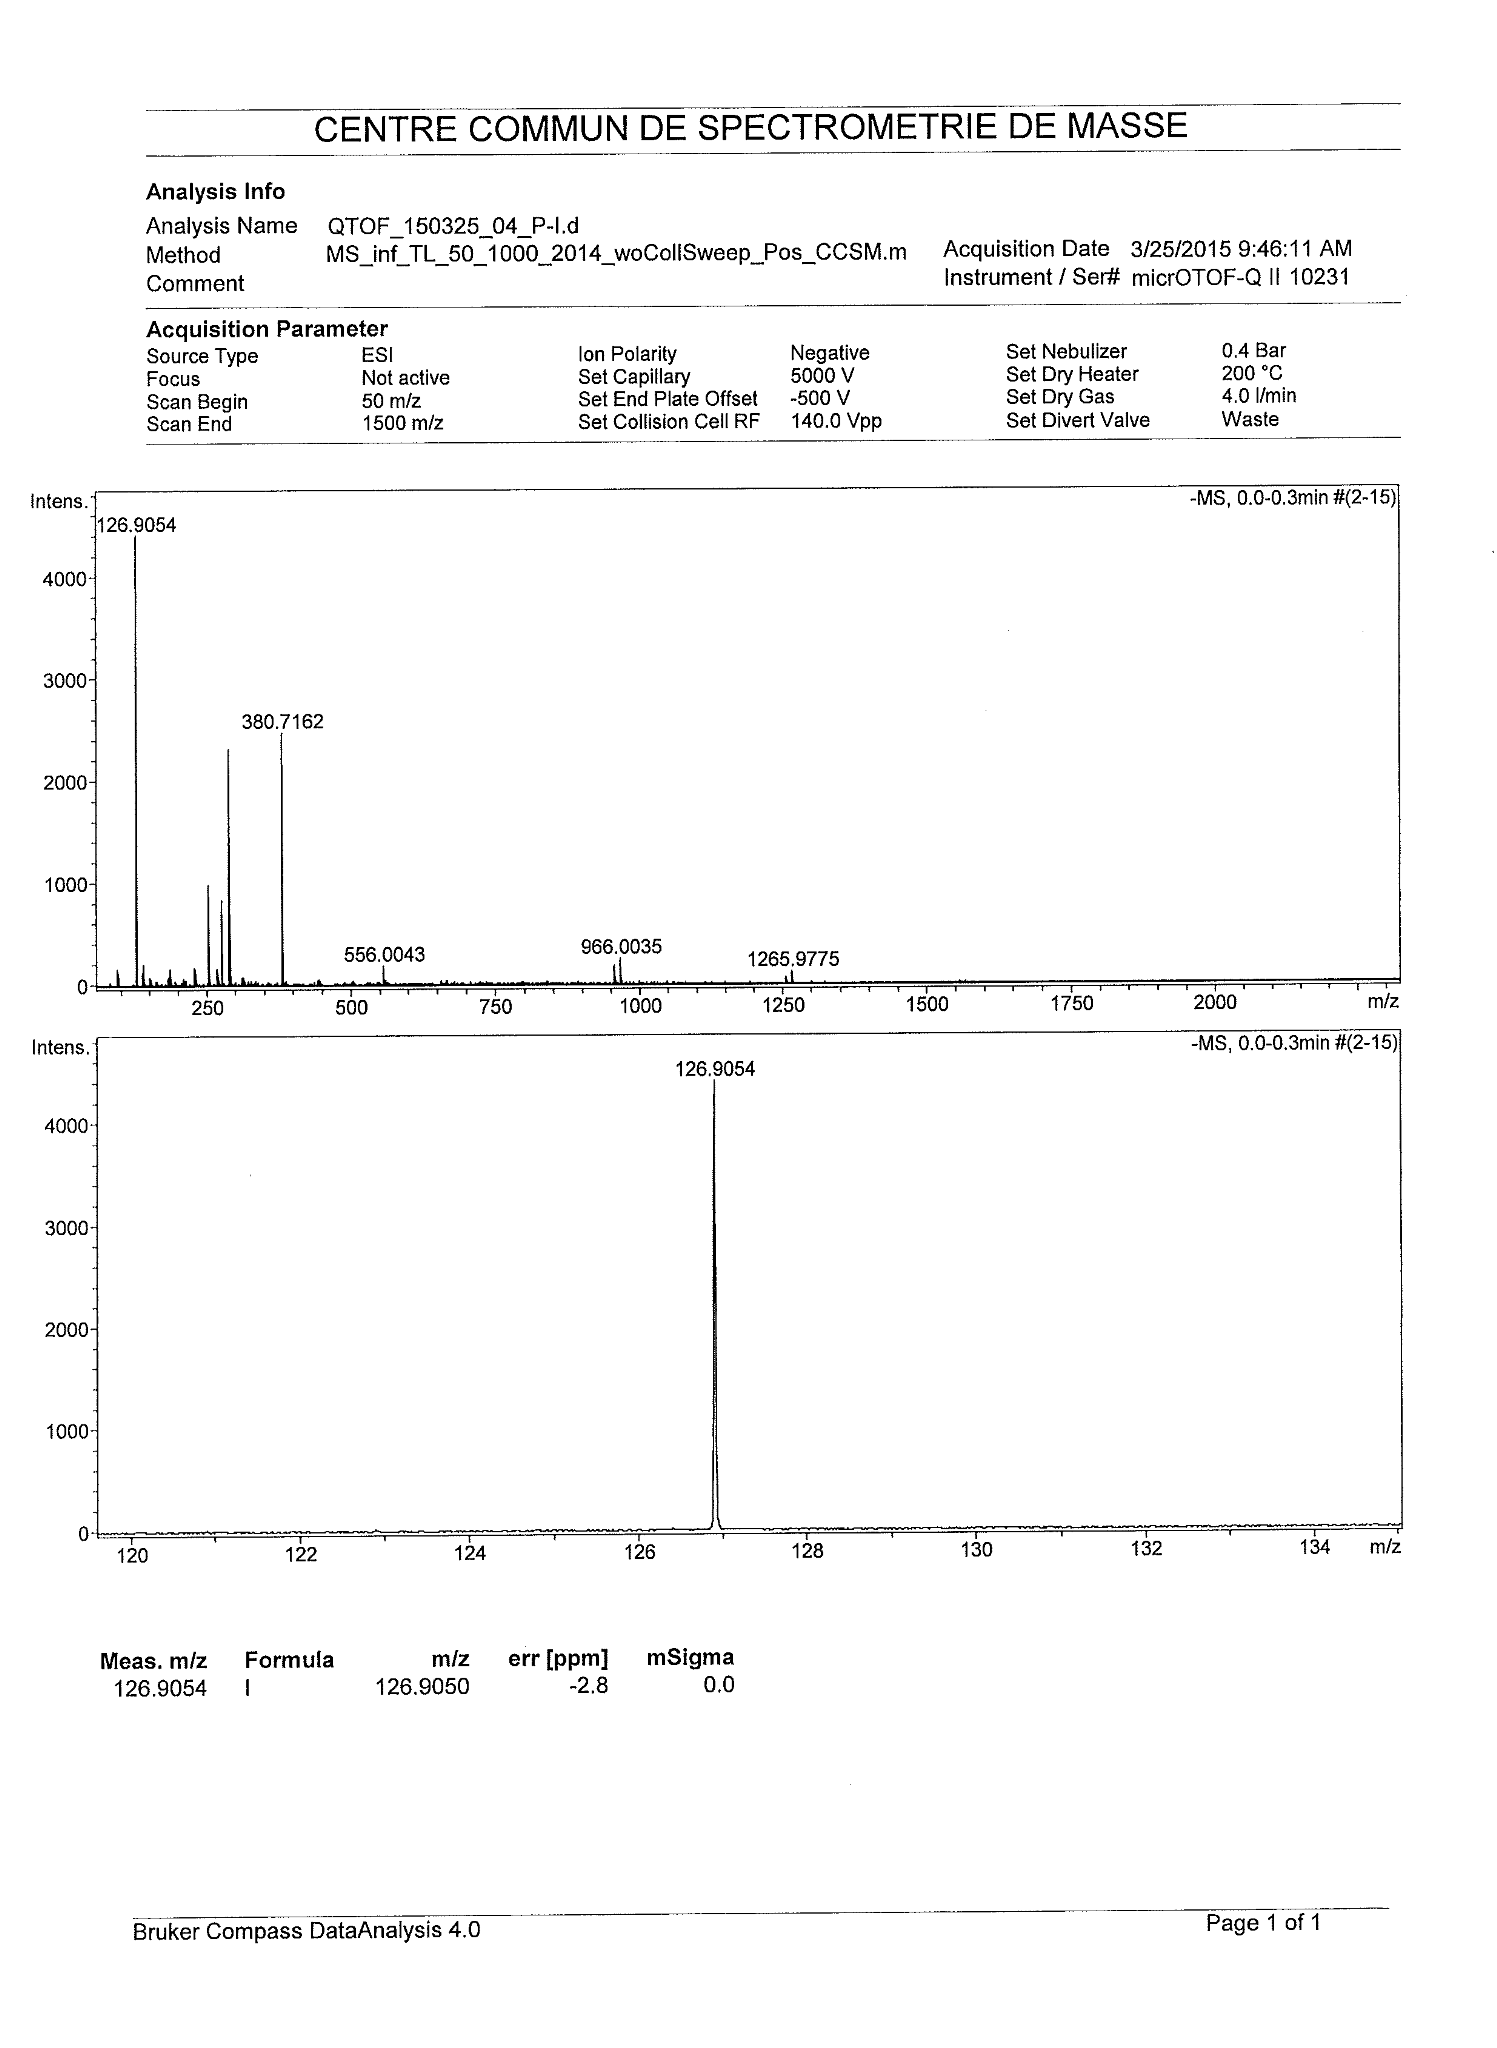 CENTRE COMMUN DE SPECTROMETRIE DE MASSE
Analysis Info
Analysis Name QTOF_150325_04_P-I.d
Method MS_inf_TL_50_1000_2014_woCollSweep_Pos_CCSM.m
Comment
Acquisition Date 3/25/2015 9:46:11 AM
Instrument / Ser# micrOTOF-Q II 10231
Acquisition Parameter
Source Type ESI Ion Polarity Negative Set Nebulizer 0.4 Bar
Focus Not active Set Capillary 5000 V Set Dry Heater 200 °C
Scan Begin 50 m/z Set End Plate Offset -500 V Set Dry Gas 4.0 l/min
Scan End 1500 m/z Set Collision Cell RF 140.0 Vpp Set Divert Valve Waste
Intens.
-MS, 0.0-0.3min #(2-15)
126.9054
4000
3000
380.7162
2000
1000
556.0043
966.0035
1265.9775
0
250 500 750 1000 1250 1500 1750 2000 m/z
Intens.
-MS, 0.0-0.3min #(2-15)
126.9054
4000
3000
2000
1000
0
120 122 124 126 128 130 132 134 m/z
Meas. m/z Formula m/z err [ppm] mSigma
126.9054 I 126.9050 -2.8 0.0
Bruker Compass DataAnalysis 4.0
Page 1 of 1